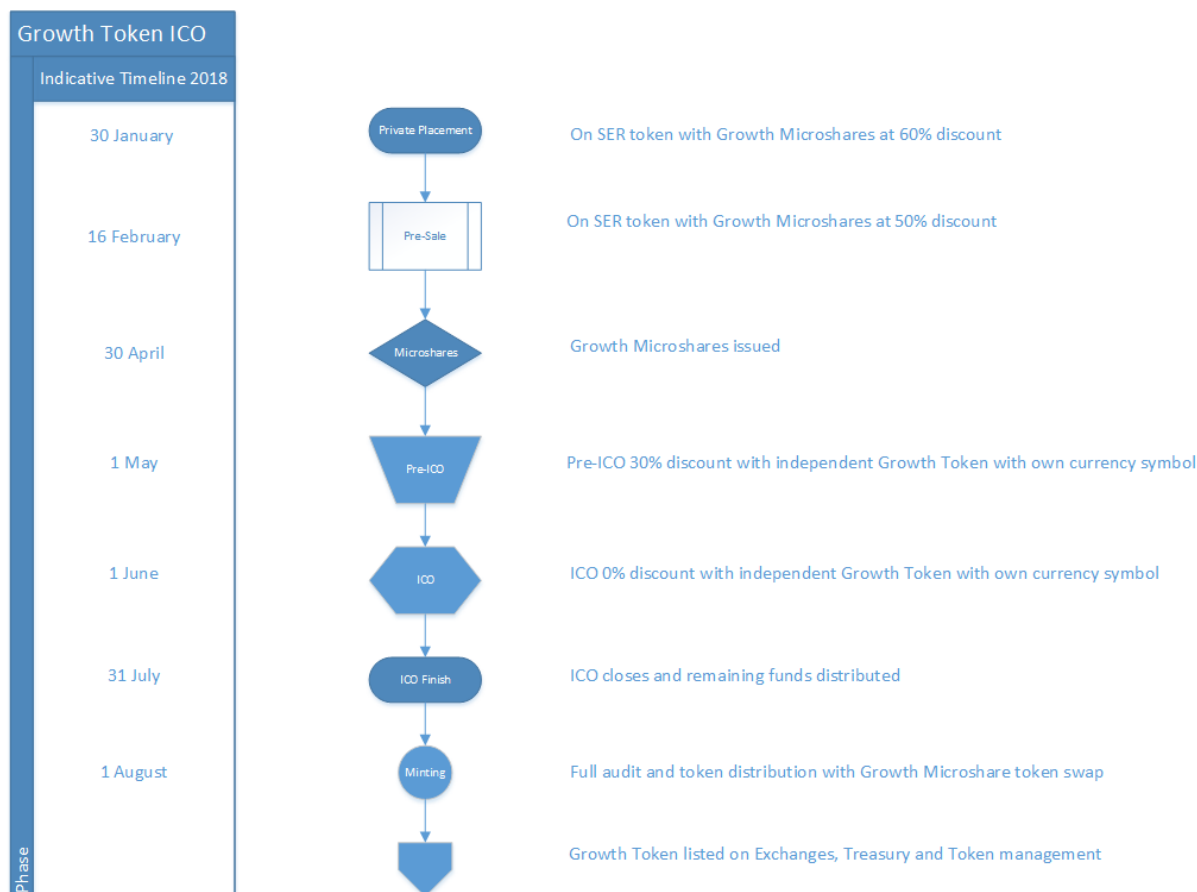 Growth Token ICO
Indicative Timeline 2018
30 January
Private Placement
On SER token with Growth Microshares at 60% discount
16 February
Pre-Sale
On SER token with Growth Microshares at 50% discount
30 April
Microshares
Growth Microshares issued
1 May
Pre-ICO
Pre-ICO 30% discount with independent Growth Token with own currency symbol
1 June
ICO
ICO 0% discount with independent Growth Token with own currency symbol
31 July
ICO Finish
ICO closes and remaining funds distributed
1 August
Minting
Full audit and token distribution with Growth Microshare token swap
Growth Token listed on Exchanges, Treasury and Token management
Phase